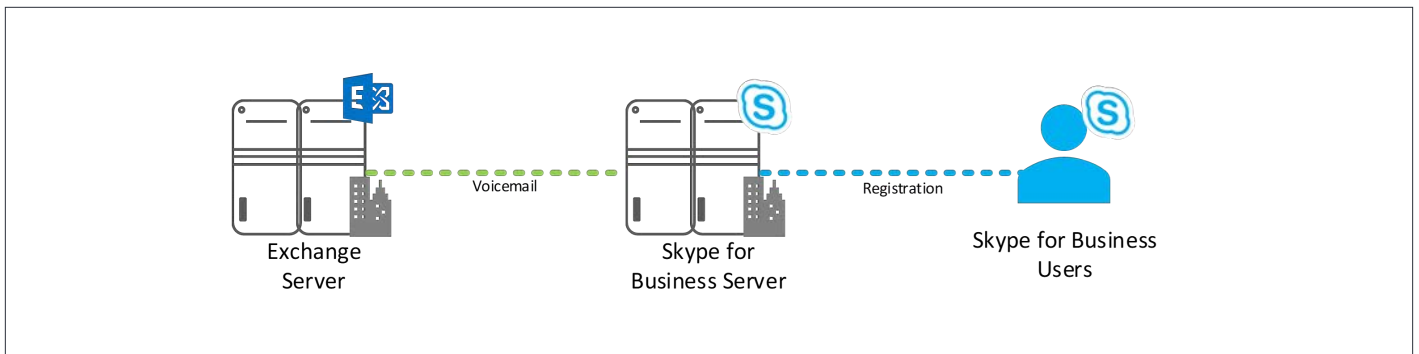 E
S
S
Voicemail
Registration
Exchange
Server
Skype for
Business Server
Skype for Business
Users